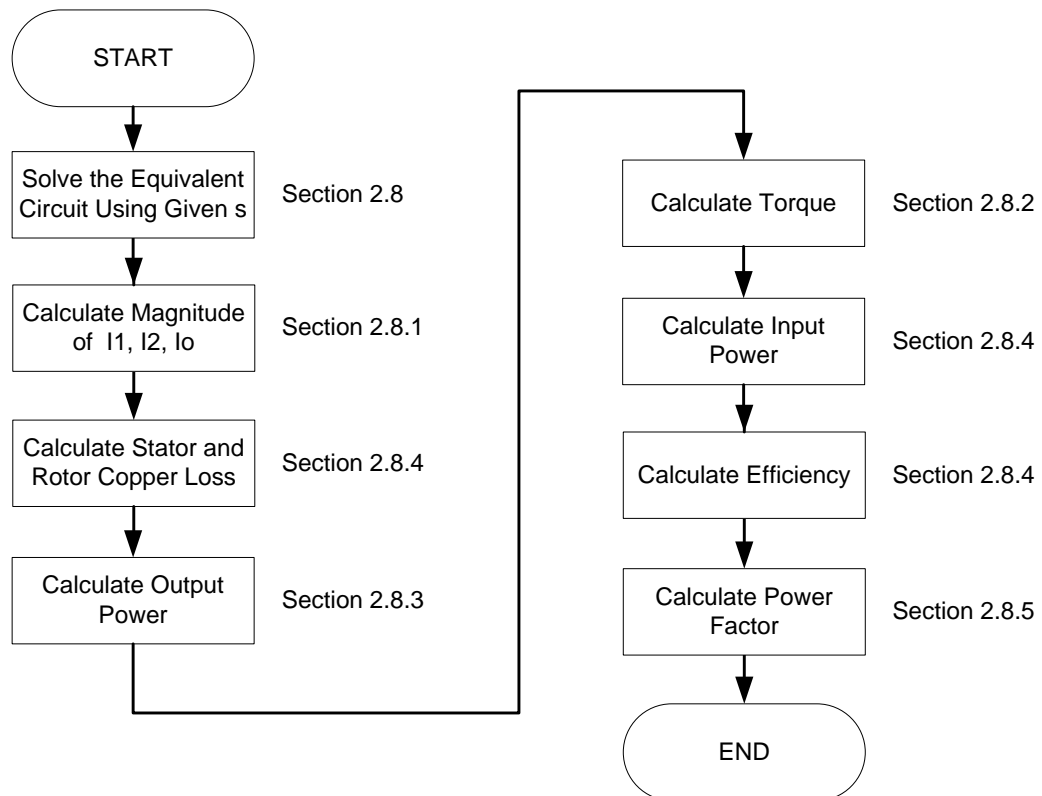 START
Solve the Equivalent
Circuit Using Given s
Section 2.8
Calculate Magnitude
of I1, I2, Io
Section 2.8.1
Calculate Stator and
Rotor Copper Loss
Section 2.8.4
Calculate Output
Power
Section 2.8.3
Calculate Torque
Section 2.8.2
Calculate Input
Power
Section 2.8.4
Calculate Efficiency
Section 2.8.4
Calculate Power
Factor
Section 2.8.5
END